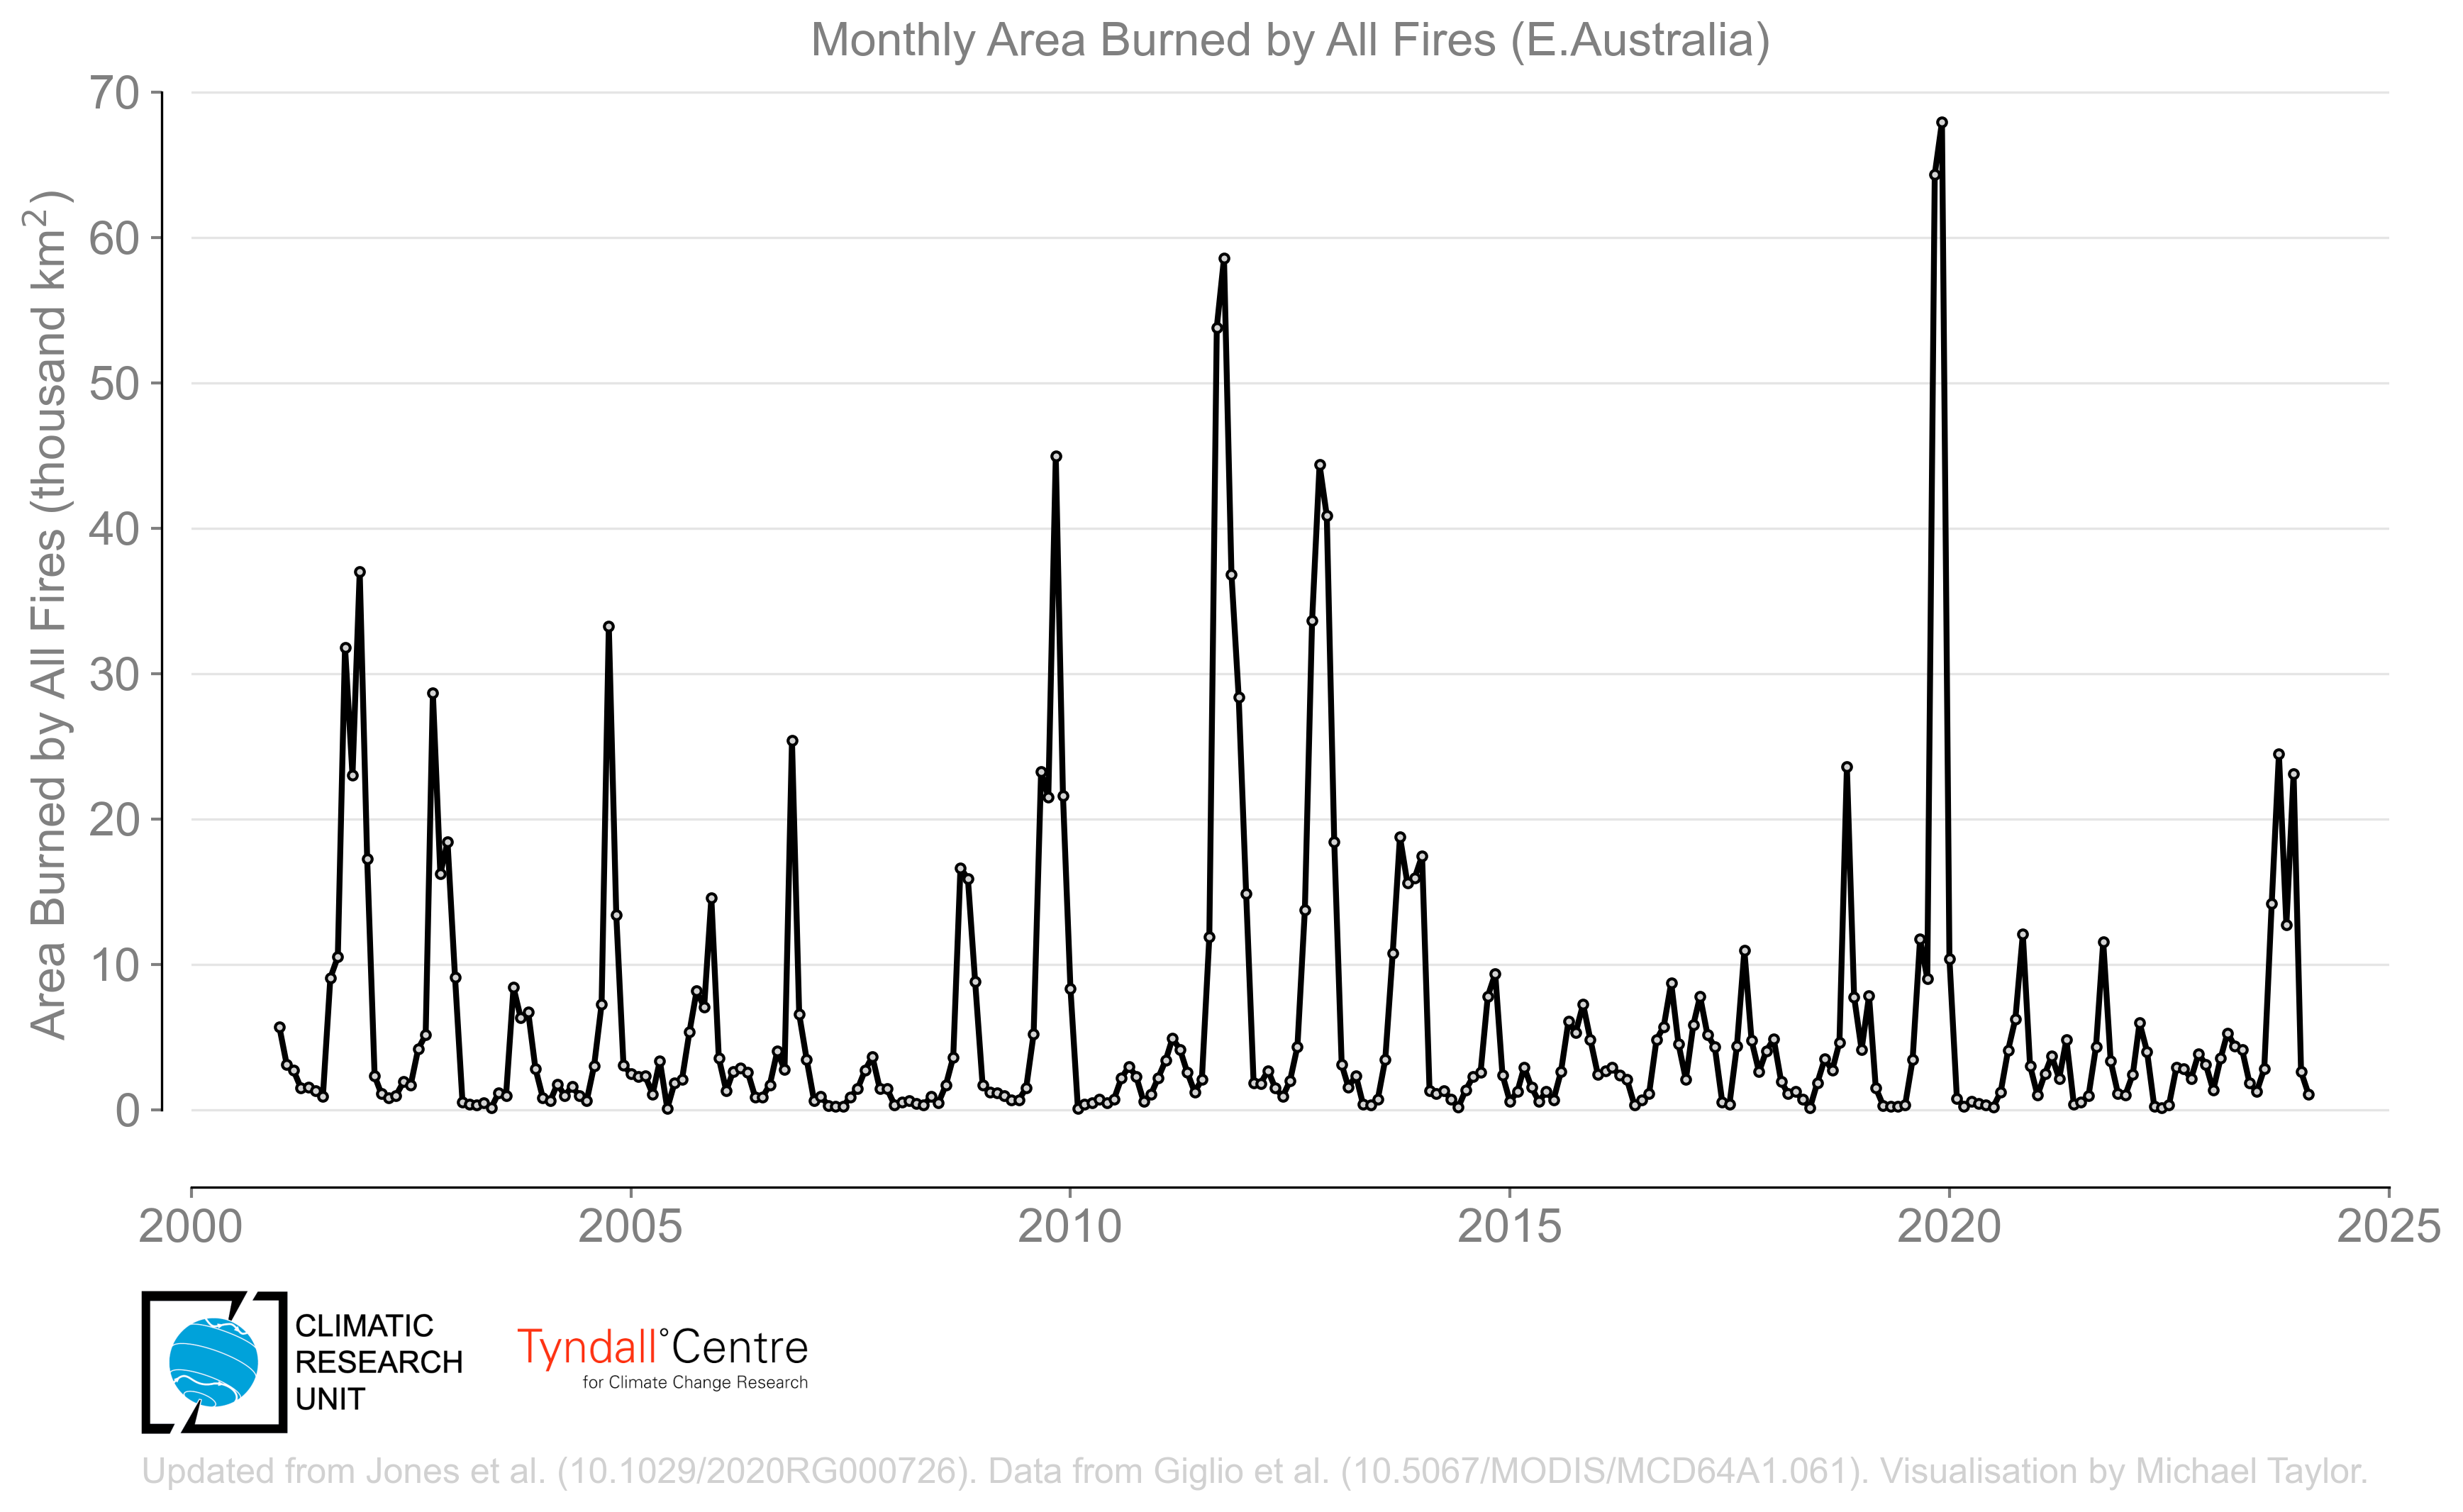 Monthly Area Burned by All Fires (E.Australia)
Area Burned by All Fires (thousand km²)
70
60
50
40
30
20
10
0
2000 2005 2010 2015 2020 2025
CLIMATIC
RESEARCH
UNIT
Tyndall°Centre
for Climate Change Research
Updated from Jones et al. (10.1029/2020RG000726). Data from Giglio et al. (10.5067/MODIS/MCD64A1.061). Visualisation by Michael Taylor.